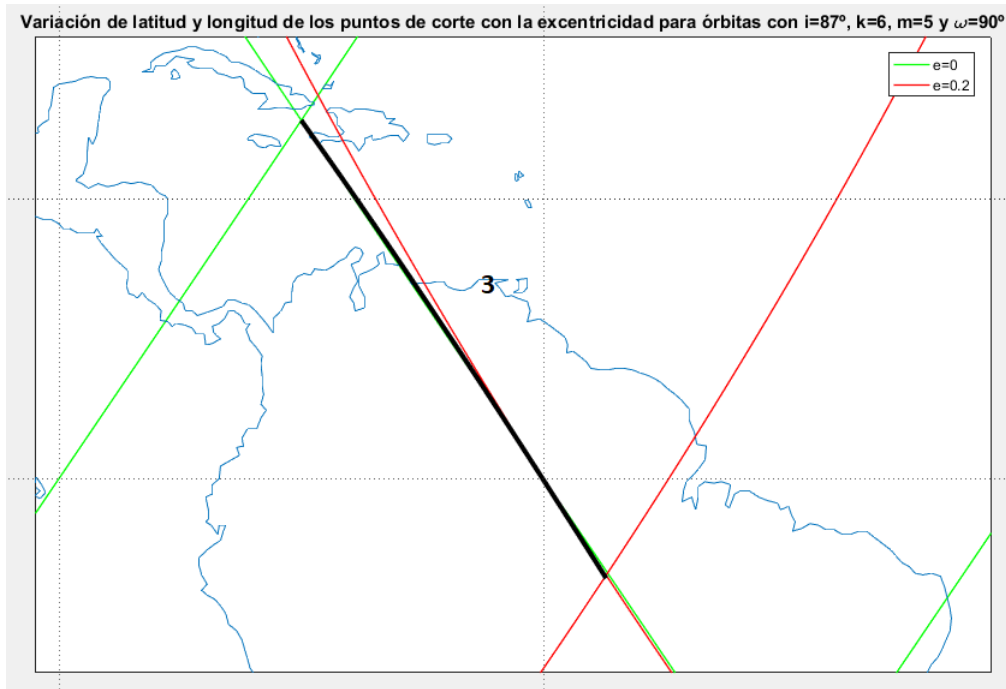 Variación de latitud y longitud de los puntos de corte con la excentricidad para órbitas con i=87º, k=6, m=5 y ω=90º
e=0
e=0.2
3